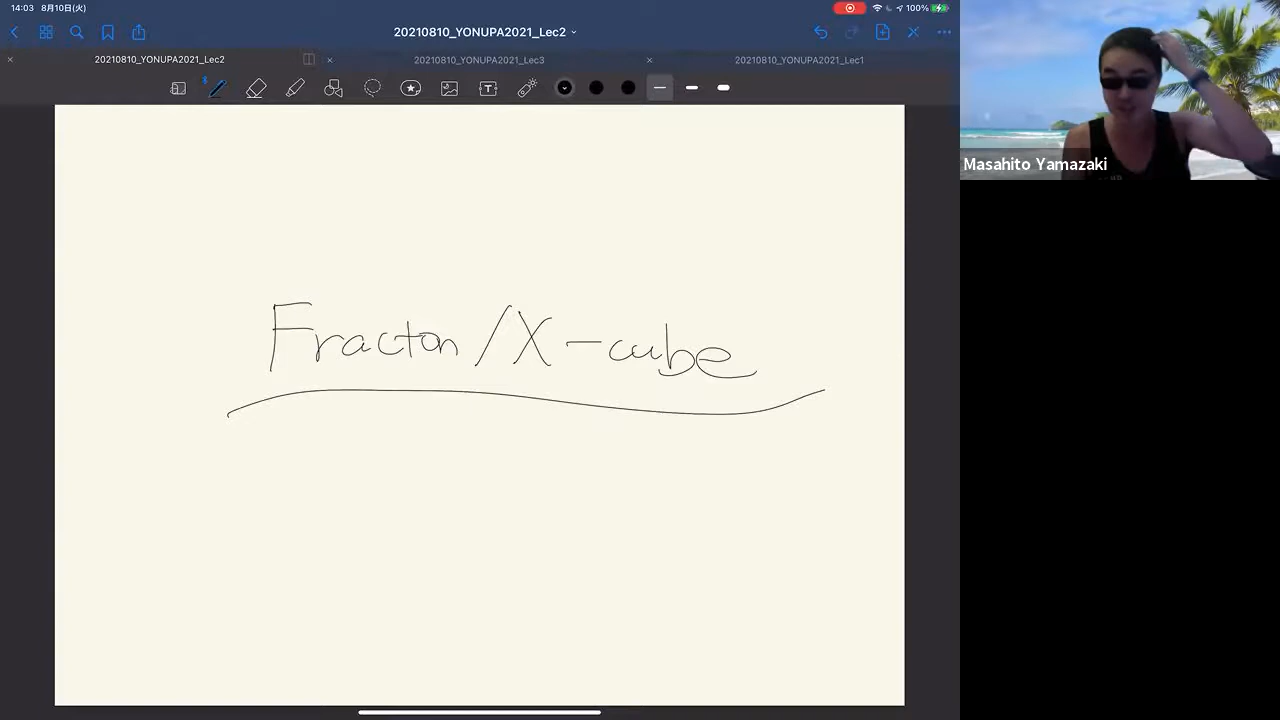 14:03 8月10日(火)
100%
20210810_YONUPA2021_Lec2
20210810_YONUPA2021_Lec2
20210810_YONUPA2021_Lec3
20210810_YONUPA2021_Lec1
Masahito Yamazaki
Fracton / X-cube